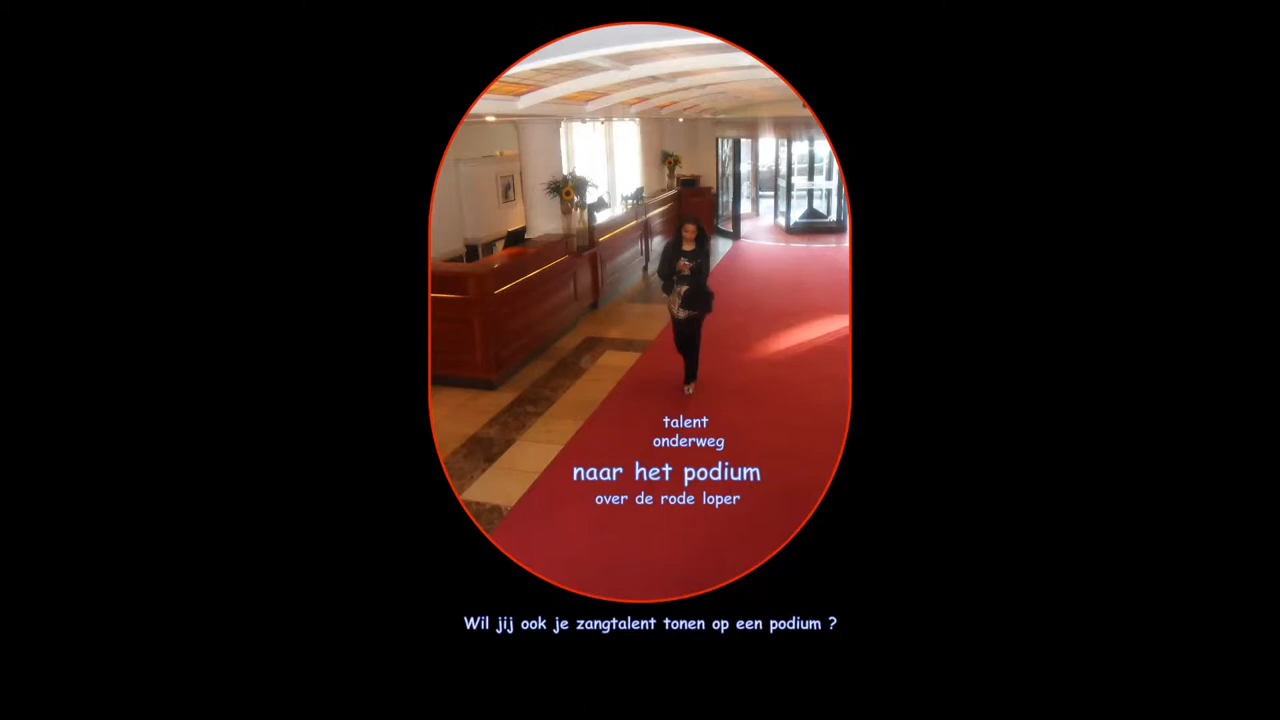 talent
onderweg
naar het podium
over de rode loper
Wil jij ook je zangtalent tonen op een podium ?